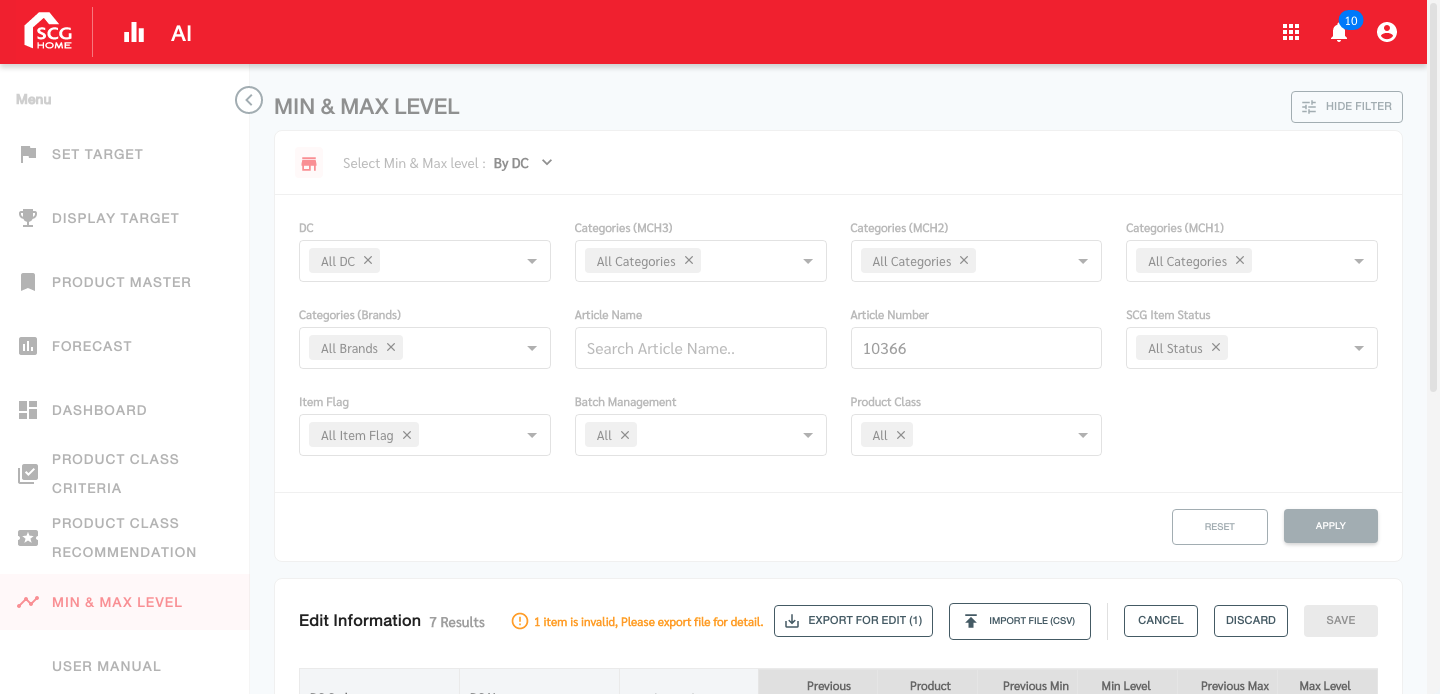 SCG
HOME
AI
10
Menu
SET TARGET
DISPLAY TARGET
PRODUCT MASTER
FORECAST
DASHBOARD
PRODUCT CLASS
CRITERIA
PRODUCT CLASS
RECOMMENDATION
MIN & MAX LEVEL
USER MANUAL
MIN & MAX LEVEL
HIDE FILTER
Select Min & Max level : By DC
DC
Categories (MCH3)
Categories (MCH2)
Categories (MCH1)
All DC
All Categories
All Categories
All Categories
Categories (Brands)
Article Name
Article Number
SCG Item Status
All Brands
Search Article Name..
10366
All Status
Item Flag
Batch Management
Product Class
All Item Flag
All
All
RESET
APPLY
Edit Information 7 Results
1 item is invalid, Please export file for detail.
EXPORT FOR EDIT (1)
IMPORT FILE (CSV)
CANCEL
DISCARD
SAVE
Previous
Product
Previous Min
Min Level
Previous Max
Max Level